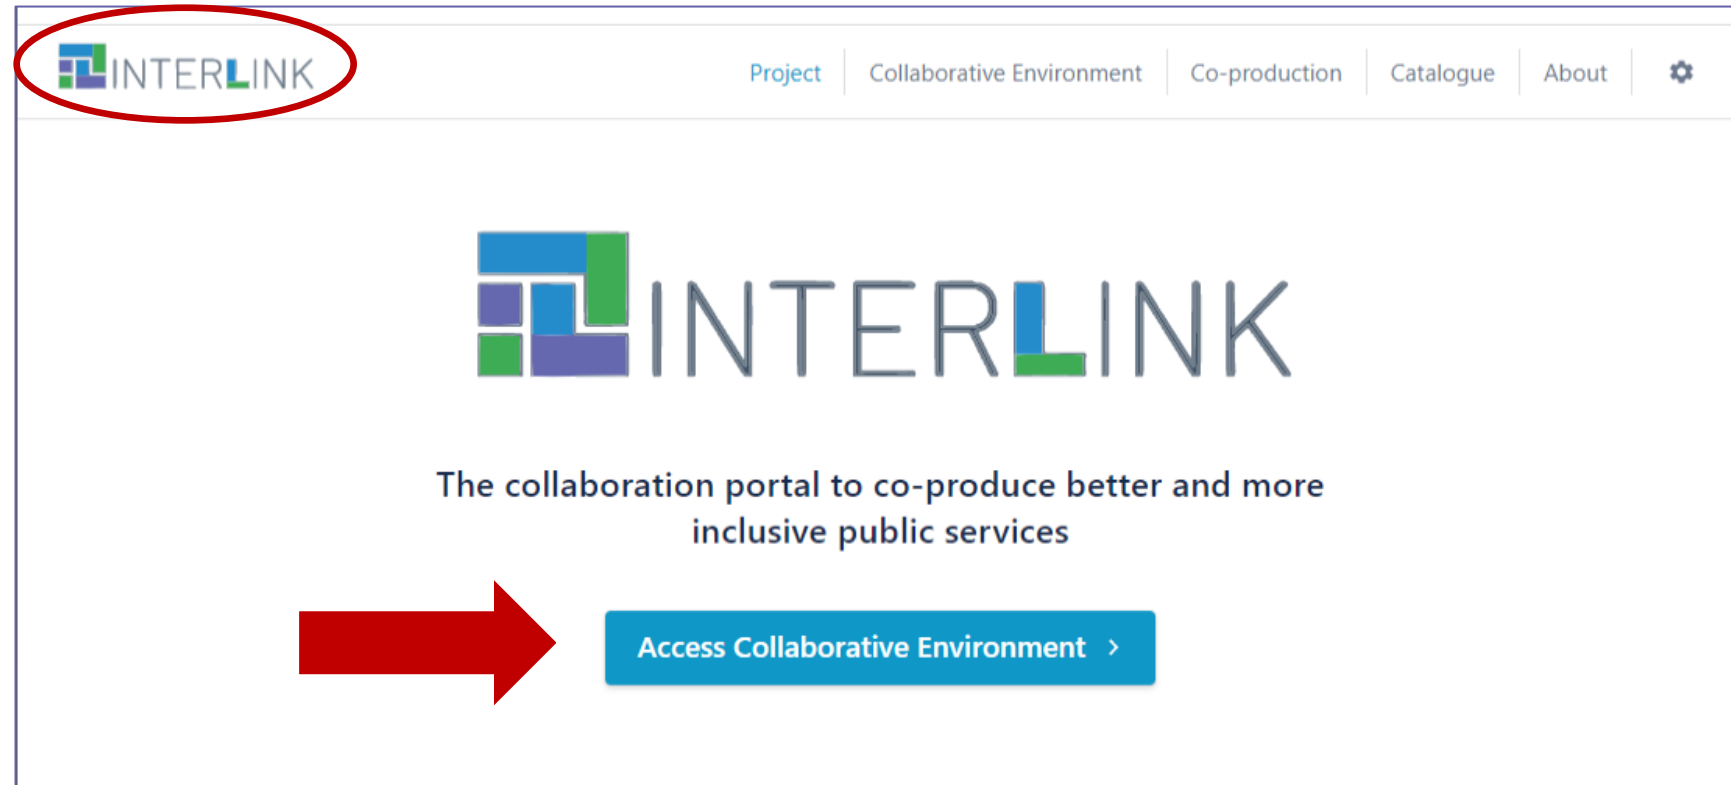 INTERLINK
Project
Collaborative Environment
Co-production
Catalogue
About
INTERLINK
The collaboration portal to co-produce better and more
inclusive public services
Access Collaborative Environment >